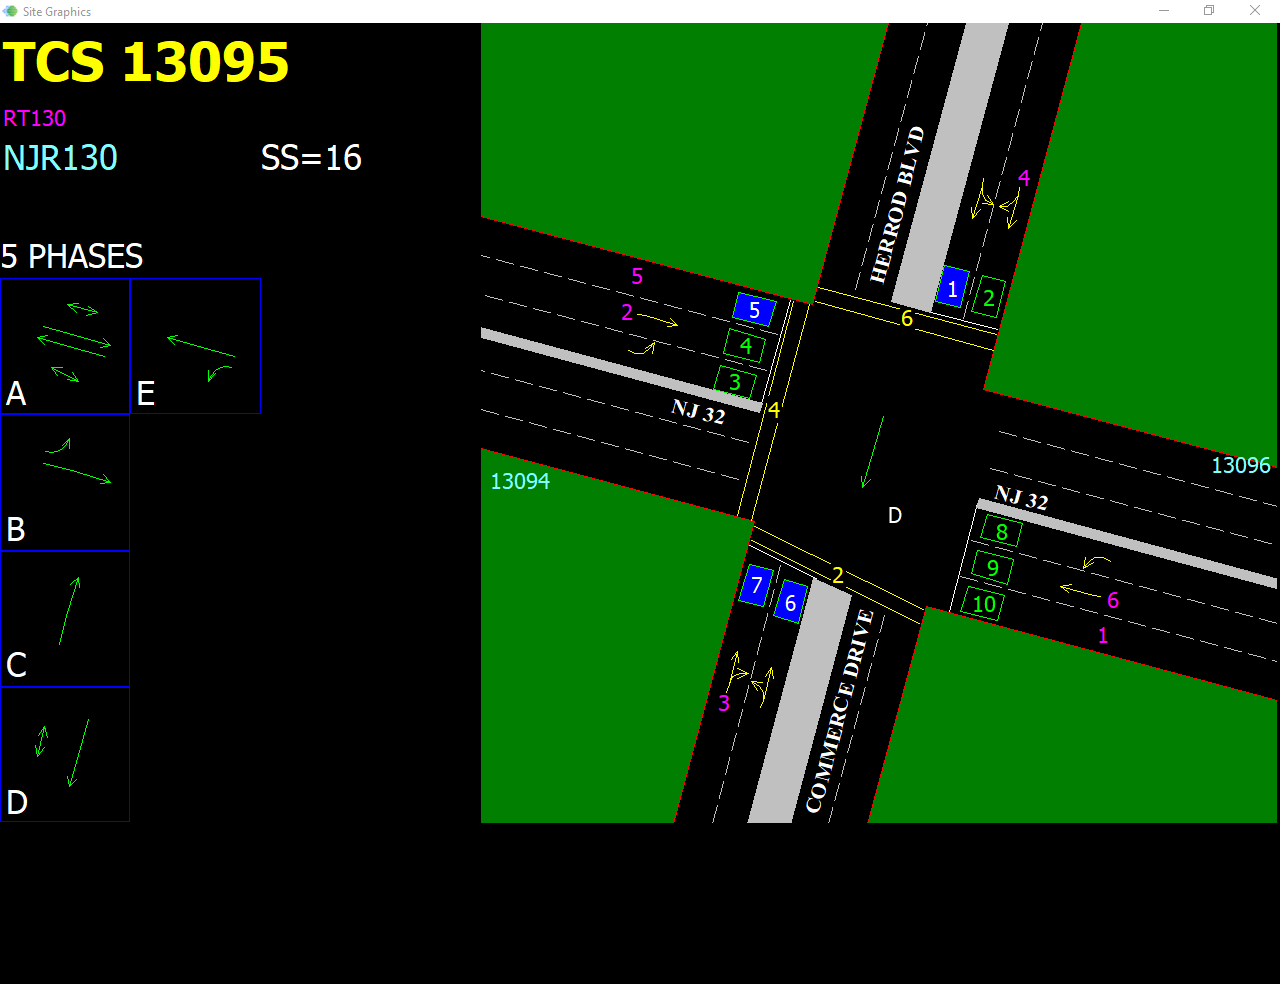 Site Graphics
TCS 13095
RT130
NJR130 SS=16
5 PHASES
A
E
B
C
D
HERROD BLVD
4
1
2
6
5
2
5
4
3
4
NJ 32
13094
13096
NJ 32
D
8
9
10
6
1
2
7
6
3
COMMERCE DRIVE